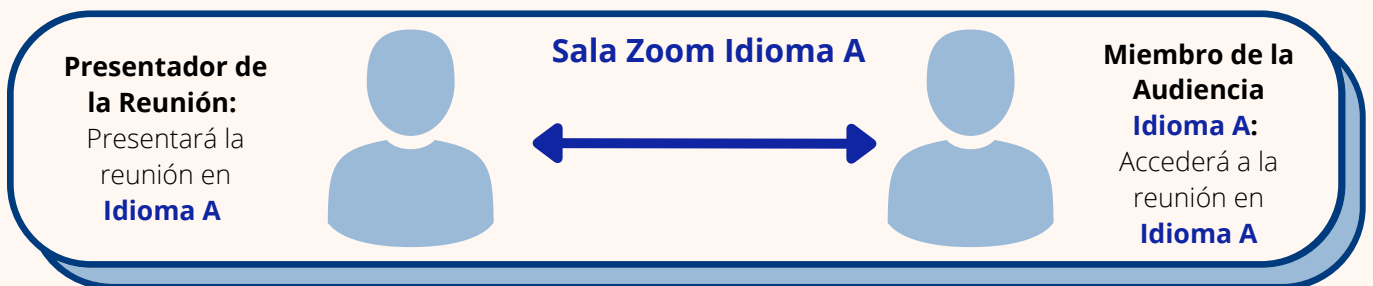 Presentador de
la Reunión:
Presentará la
reunión en
Idioma A
Sala Zoom Idioma A
Miembro de la
Audiencia
Idioma A:
Accederá a la
reunión en
Idioma A